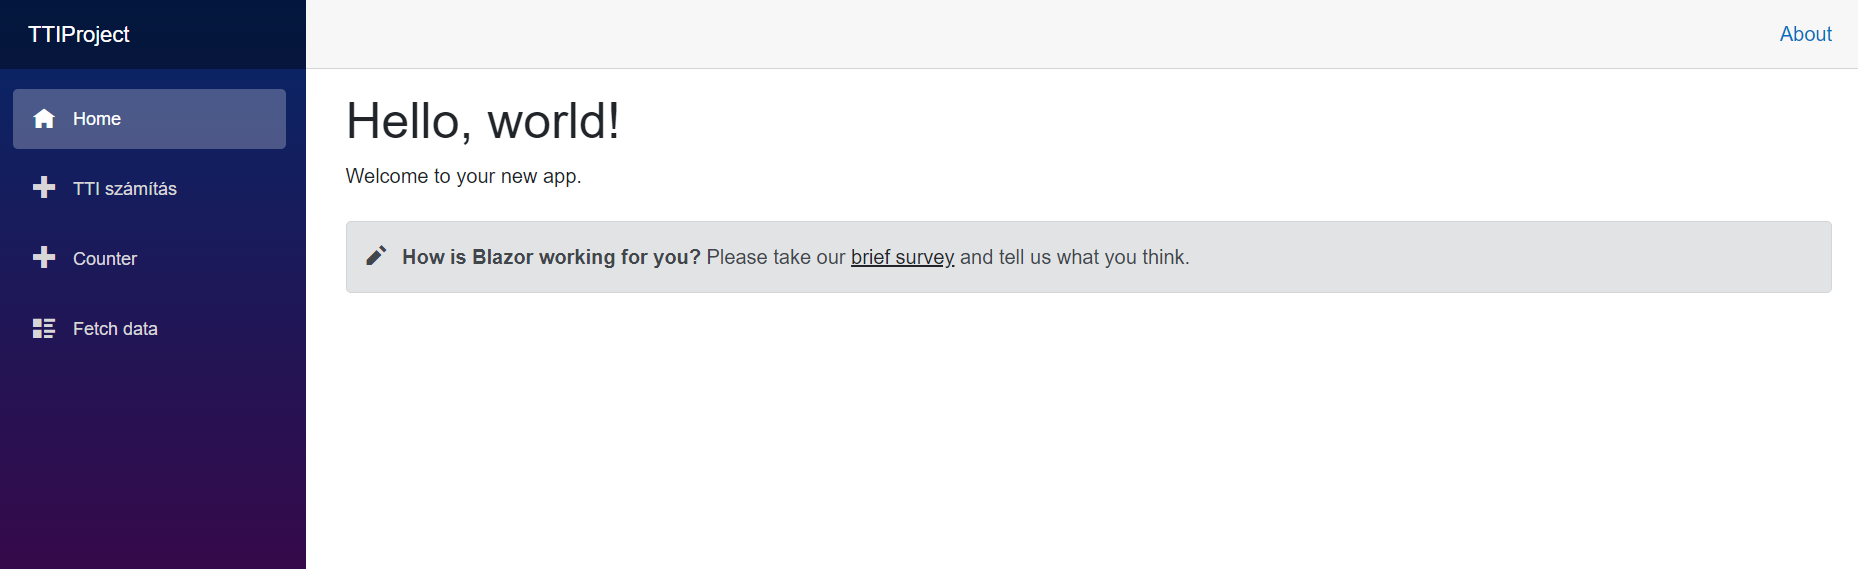 TTIProject
About
Home
TTI számítás
Counter
Fetch data
Hello, world!
Welcome to your new app.
How is Blazor working for you? Please take our brief survey and tell us what you think.